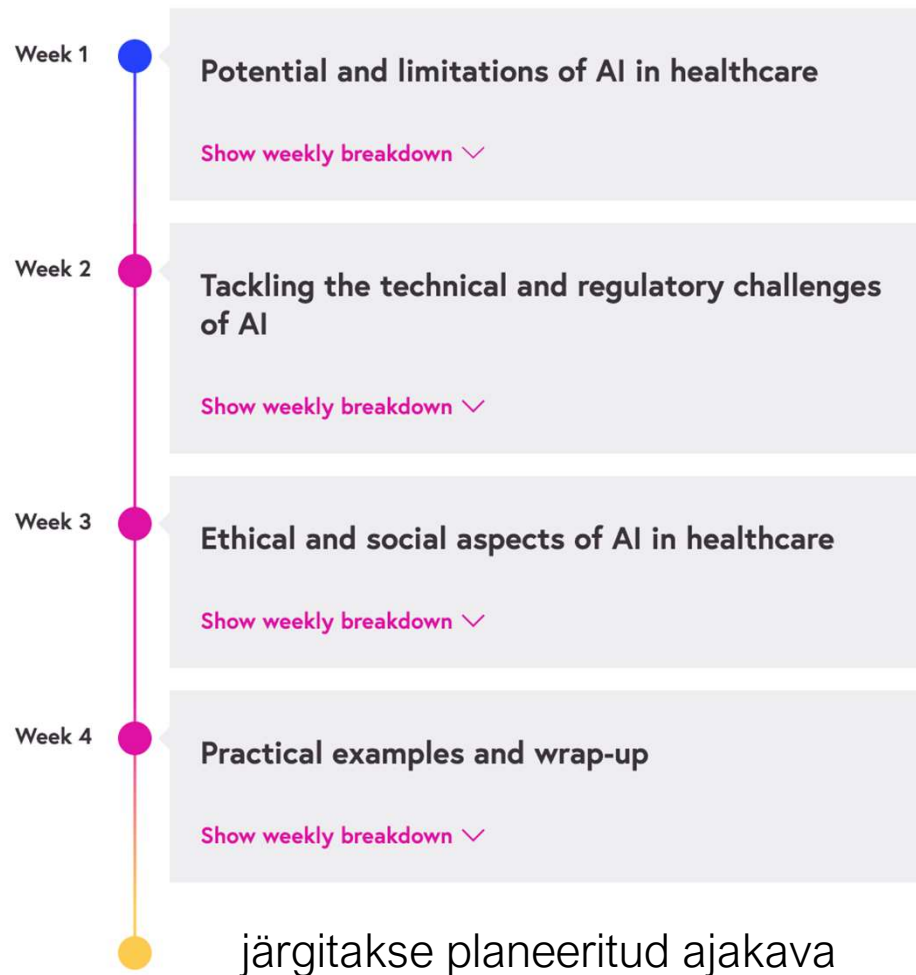 Week 1
Potential and limitations of AI in healthcare
Show weekly breakdown
Week 2
Tackling the technical and regulatory challenges
of AI
Show weekly breakdown
Week 3
Ethical and social aspects of AI in healthcare
Show weekly breakdown
Week 4
Practical examples and wrap-up
Show weekly breakdown
järgitakse planeeritud ajakava